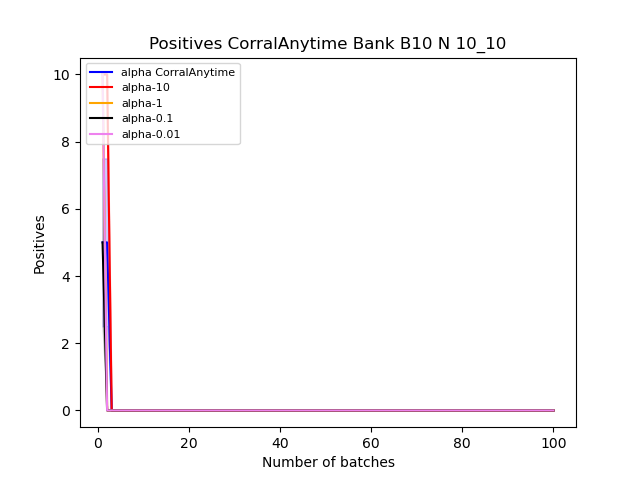 Positives CorralAnytime Bank B10 N 10_10
alpha CorralAnytime
alpha-10
alpha-1
alpha-0.1
alpha-0.01
10
8
6
4
2
0
Positives
0 20 40 60 80 100
Number of batches